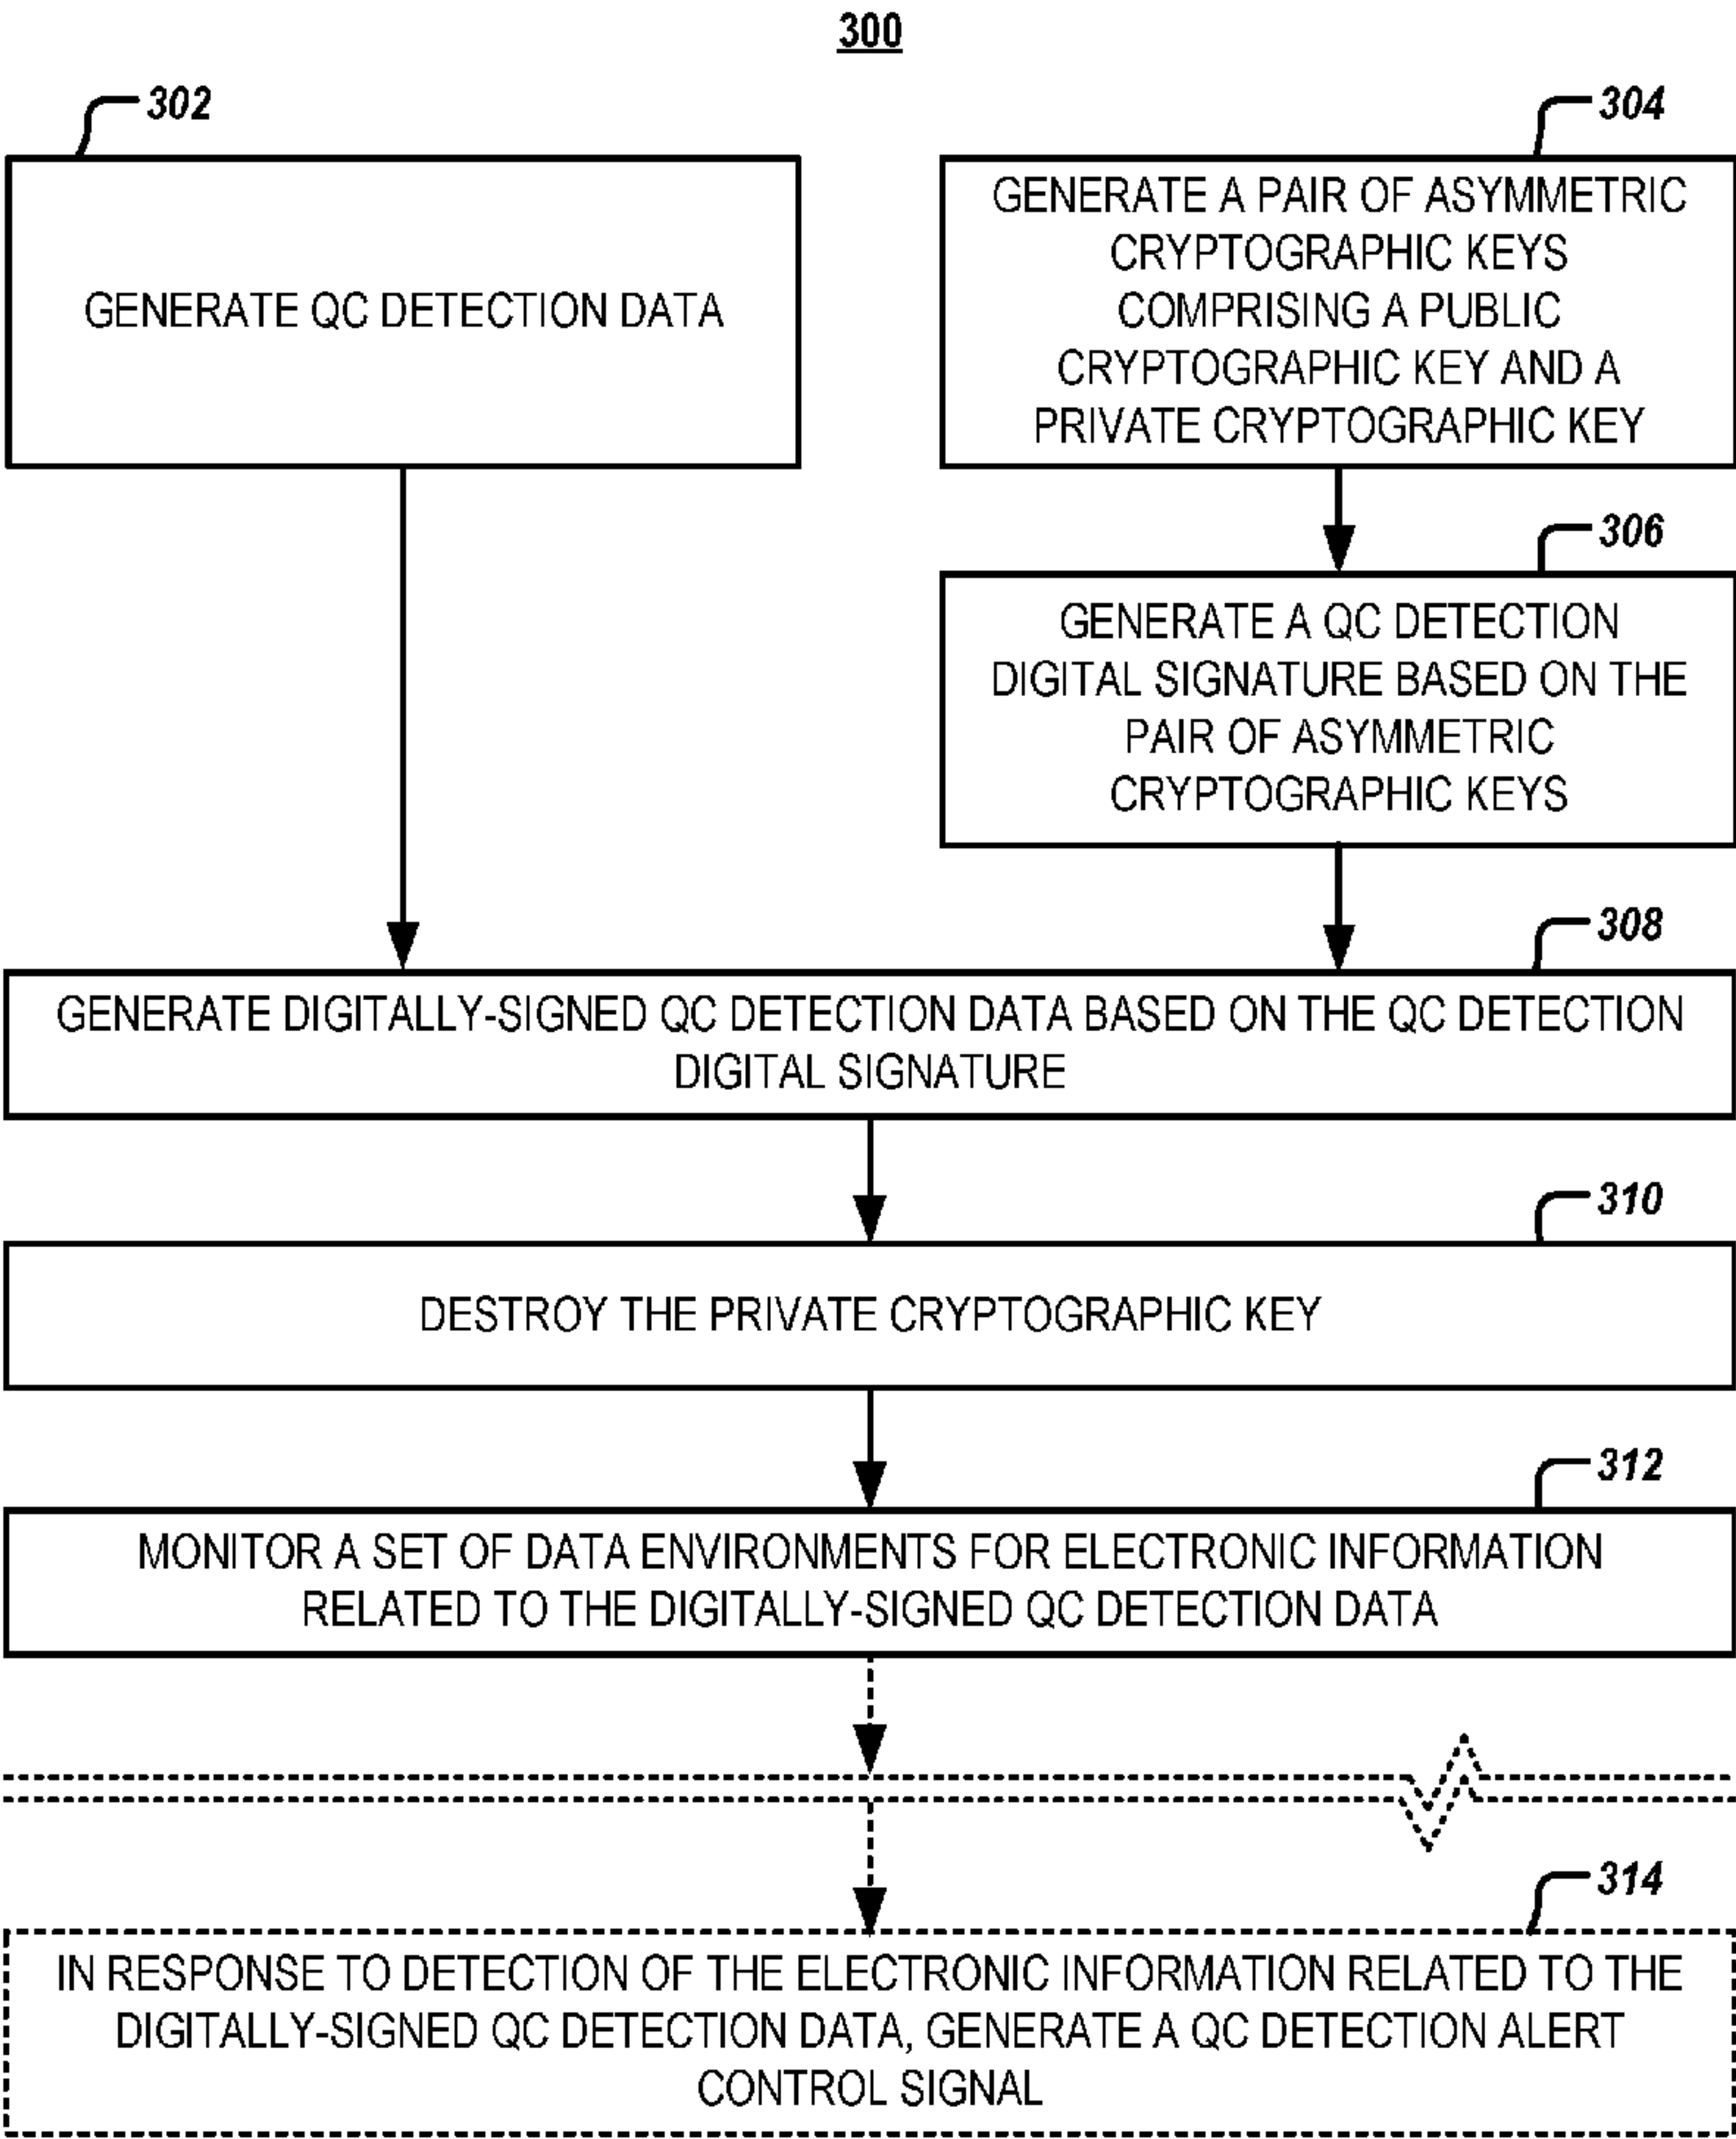 300
302
GENERATE QC DETECTION DATA
304
GENERATE A PAIR OF ASYMMETRIC
CRYPTOGRAPHIC KEYS
COMPRISING A PUBLIC
CRYPTOGRAPHIC KEY AND A
PRIVATE CRYPTOGRAPHIC KEY
306
GENERATE A QC DETECTION
DIGITAL SIGNATURE BASED ON THE
PAIR OF ASYMMETRIC
CRYPTOGRAPHIC KEYS
308
GENERATE DIGITALLY-SIGNED QC DETECTION DATA BASED ON THE QC DETECTION
DIGITAL SIGNATURE
310
DESTROY THE PRIVATE CRYPTOGRAPHIC KEY
312
MONITOR A SET OF DATA ENVIRONMENTS FOR ELECTRONIC INFORMATION
RELATED TO THE DIGITALLY-SIGNED QC DETECTION DATA
314
IN RESPONSE TO DETECTION OF THE ELECTRONIC INFORMATION RELATED TO THE
DIGITALLY-SIGNED QC DETECTION DATA, GENERATE A QC DETECTION ALERT
CONTROL SIGNAL